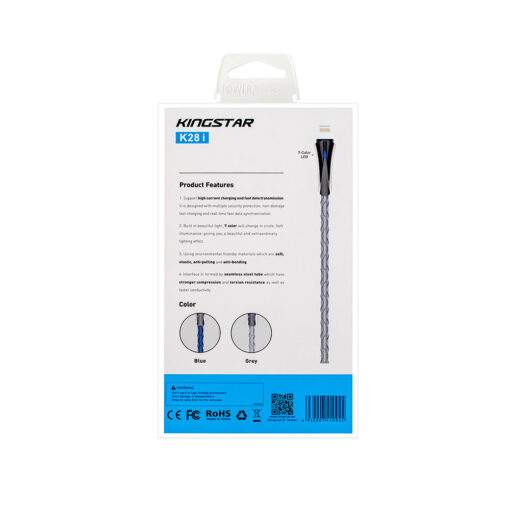 KINGSTAR
K28 i
7-Color
LED
Product Features
1. Support high current charging and fast data transmission
It is designed with multiple security protection, non-damage
fast charging and real-time fast data synchronization.
2. Built in beautiful light, 7 color will change in circle. Soft
illuminance giving you a beautiful and extraordinary
lighting effect.
3. Using environmental friendly materials which are soft,
elastic, anti-pulling and anti-bending
4. Interface is formed by seamless steel tube which have
stronger compression and torsion resistance as well as
faster conductivity.
Color
Blue
Grey
WARNING
CE FC RoHS